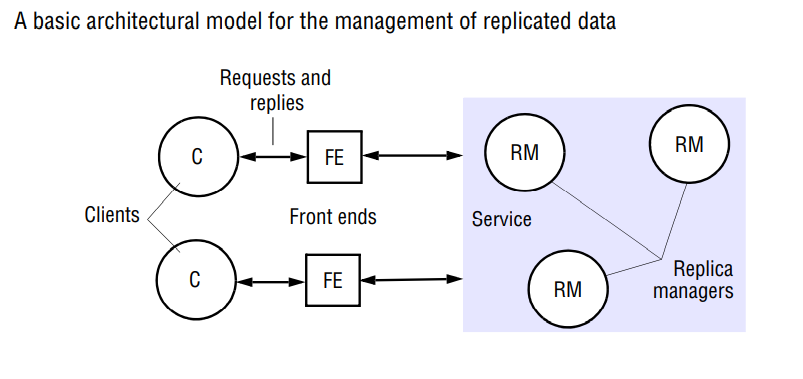 A basic architectural model for the management of replicated data
Requests and
replies
C
FE
RM
RM
Clients
Front ends
Service
C
FE
RM
Replica
managers